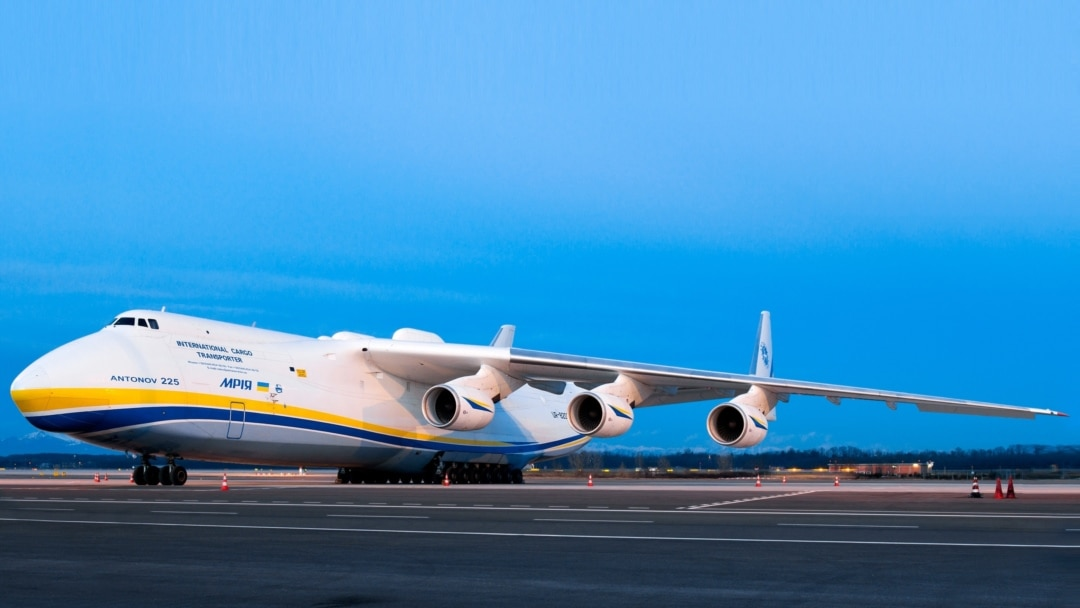 INTERNATIONAL CARGO
TRANSPORTER
ANTONOV 225
МРІЯ